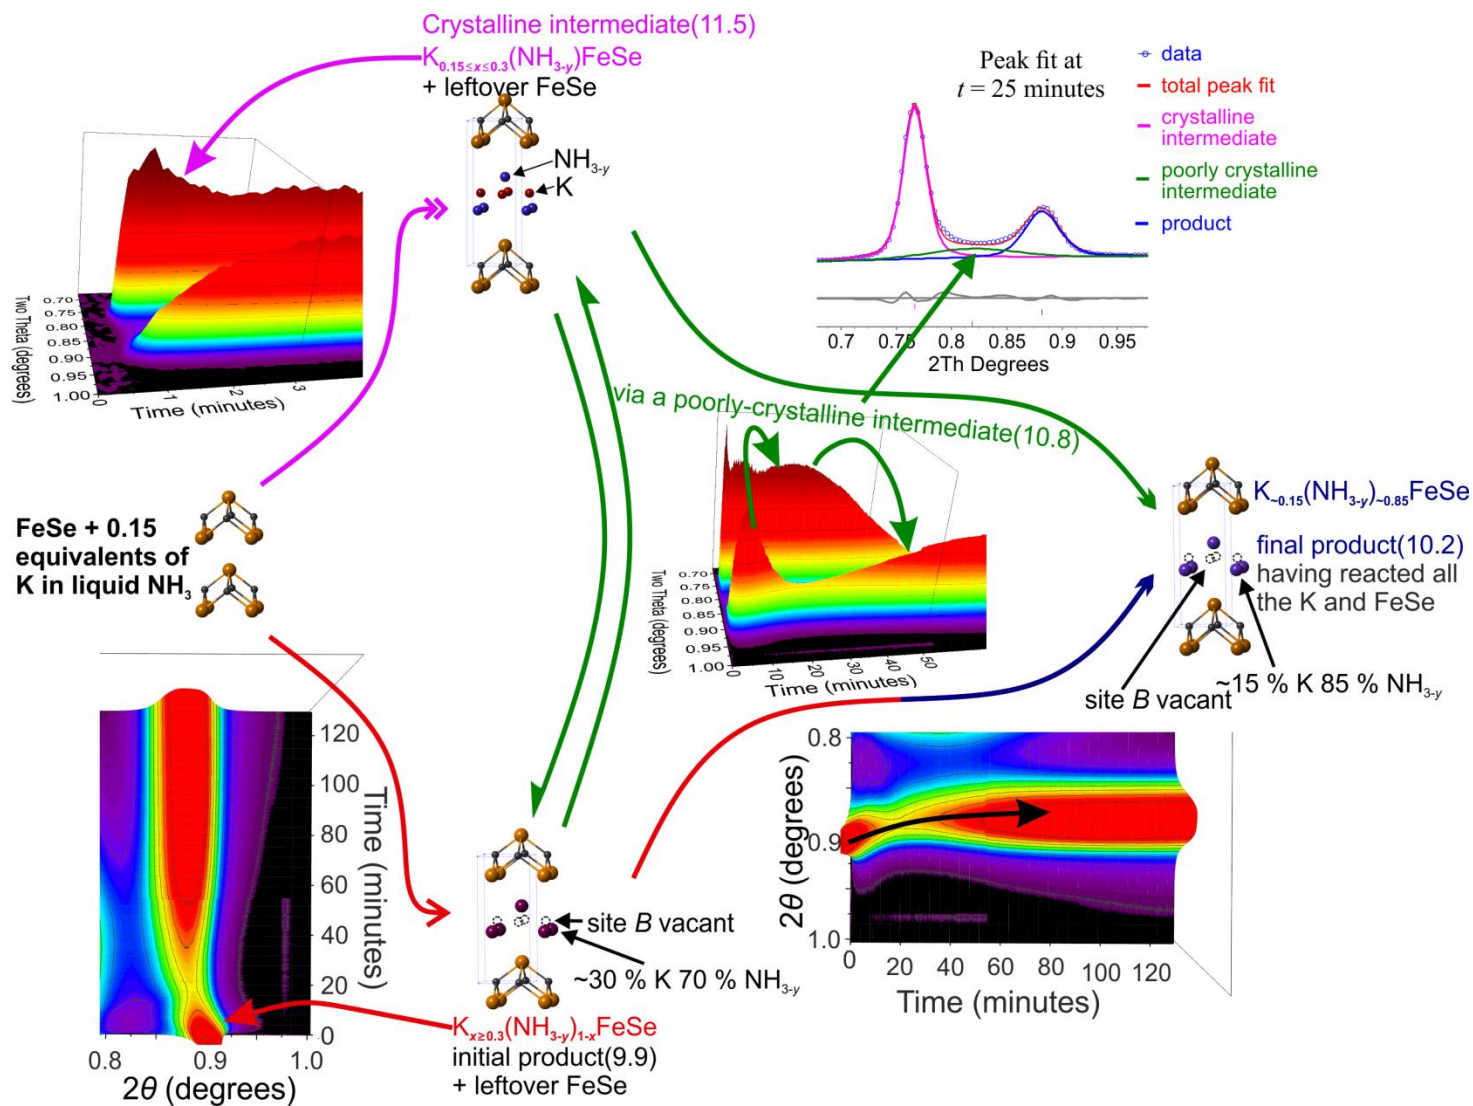 Crystalline intermediate(11.5)
K0.15≤x≤0.3(NH3-y)FeSe
+ leftover FeSe
NH3-y
K
Peak fit at
t = 25 minutes
data
total peak fit
crystalline
intermediate
poorly crystalline
intermediate
product
0.7 0.75 0.8 0.85 0.9 0.95
2Th Degrees
Two Theta (degrees)
0.70
0.75
0.80
0.85
0.90
0.95
1.00
0 1 2 3
Time (minutes)
via a poorly-crystalline intermediate(10.8)
FeSe + 0.15
equivalents of
K in liquid NH3
Two Theta (degrees)
0.70
0.75
0.80
0.85
0.90
0.95
1.00
0 10 20 30 40 50
Time (minutes)
K~0.15(NH3-y)~0.85FeSe
final product(10.2)
having reacted all
the K and FeSe
~15 % K 85 % NH3-y
site B vacant
120
100
80
60
40
20
0
Time (minutes)
0.8 0.9 1.0
2θ (degrees)
site B vacant
~30 % K 70 % NH3-y
Kx≥0.3(NH3-y)1-xFeSe
initial product(9.9)
+ leftover FeSe
0.8
0.9
1.0
2θ (degrees)
0 20 40 60 80 100 120
Time (minutes)